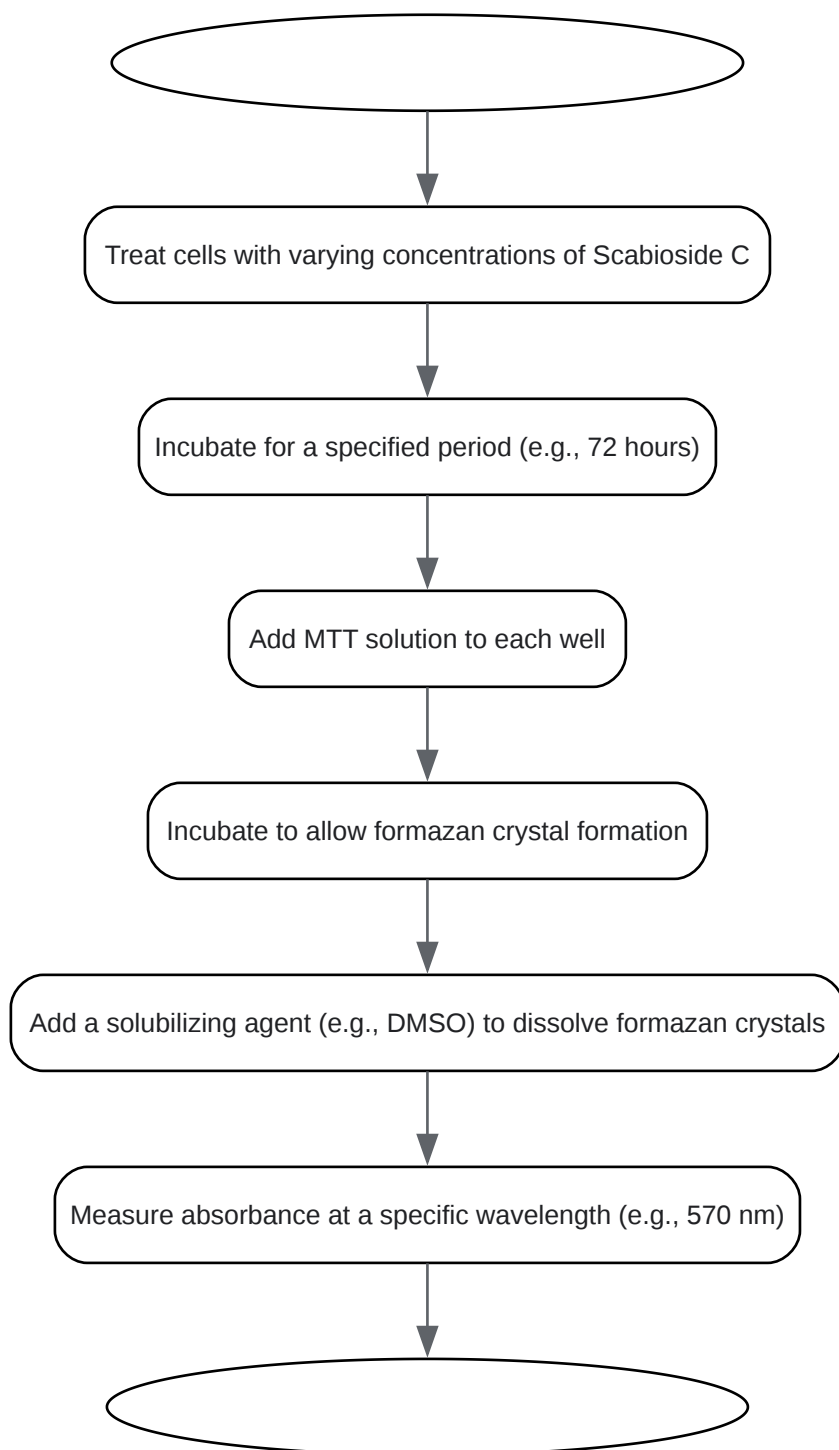 Treat cells with varying concentrations of Scabioside C
Incubate for a specified period (e.g., 72 hours)
Add MTT solution to each well
Incubate to allow formazan crystal formation
Add a solubilizing agent (e.g., DMSO) to dissolve formazan crystals
Measure absorbance at a specific wavelength (e.g., 570 nm)